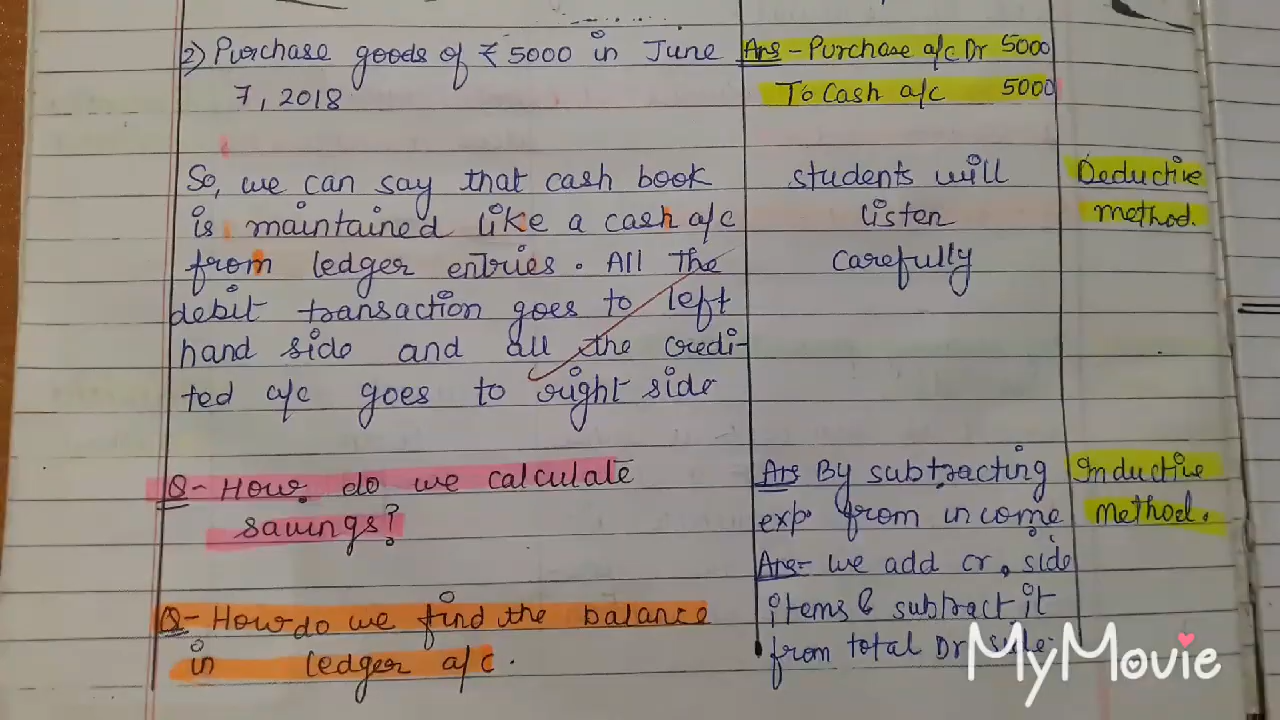 2) Purchase goods of ₹ 5000 in June
7, 2018
Ans - Purchase a/c Dr 5000
To Cash a/c 5000
So, we can say that cash book
is maintained like a cash a/c
from ledger entries. All the
debit transaction goes to left
hand side and all the credi-
ted a/c goes to right side
students will
listen
carefully
Deductive
method.
Q- How do we calculate
savings?
Ans By subtracting
exp. from income
Inductive
method.
Q- How do we find the balance
in ledger a/c.
Ans- we add cr. side
items & subtract it
from total Dr side.
MyMovie